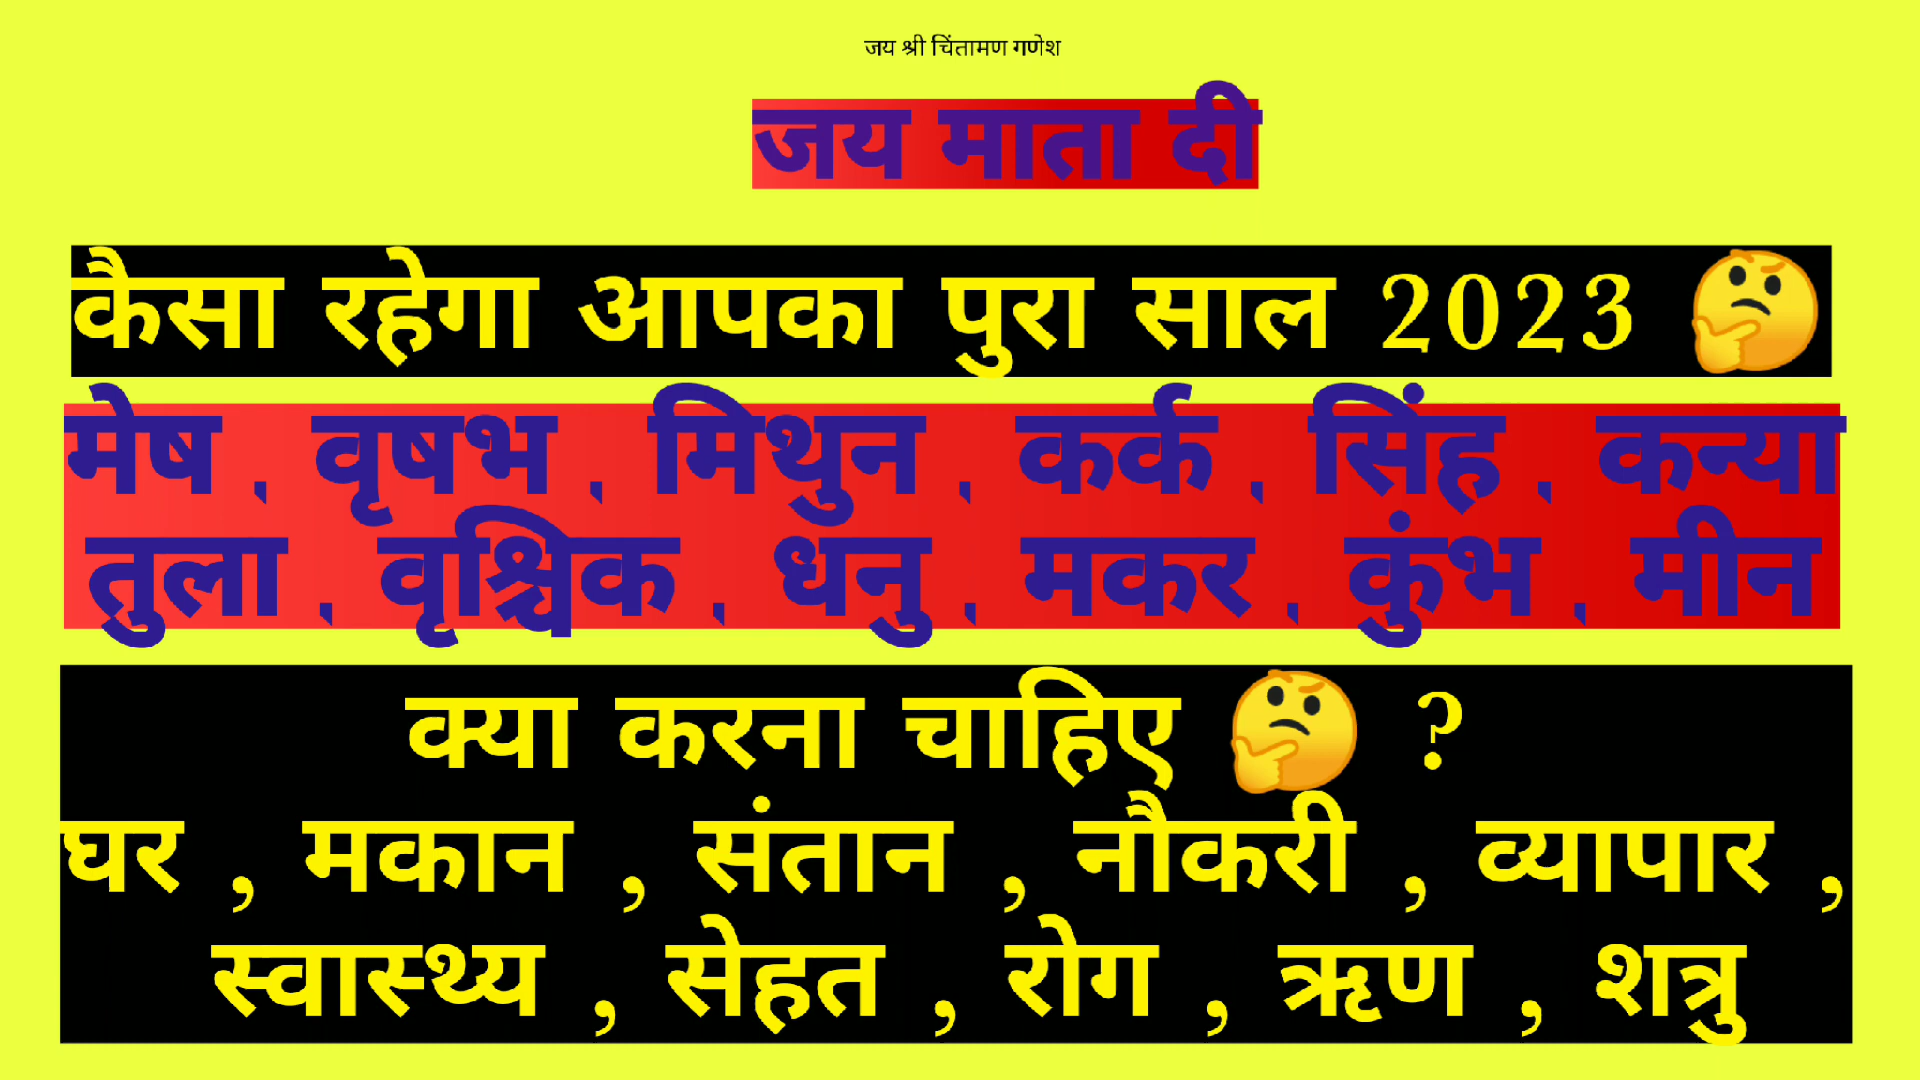 जय श्री चिंतामण गणेश
जय माता दी
कैसा रहेगा आपका पुरा साल 2023 🤔
मेष , वृषभ , मिथुन , कर्क , सिंह , कन्या
तुला , वृश्चिक , धनु , मकर , कुंभ , मीन
क्या करना चाहिए 🤔 ?
घर , मकान , संतान , नौकरी , व्यापार ,
स्वास्थ्य , सेहत , रोग , ऋण , शत्रु